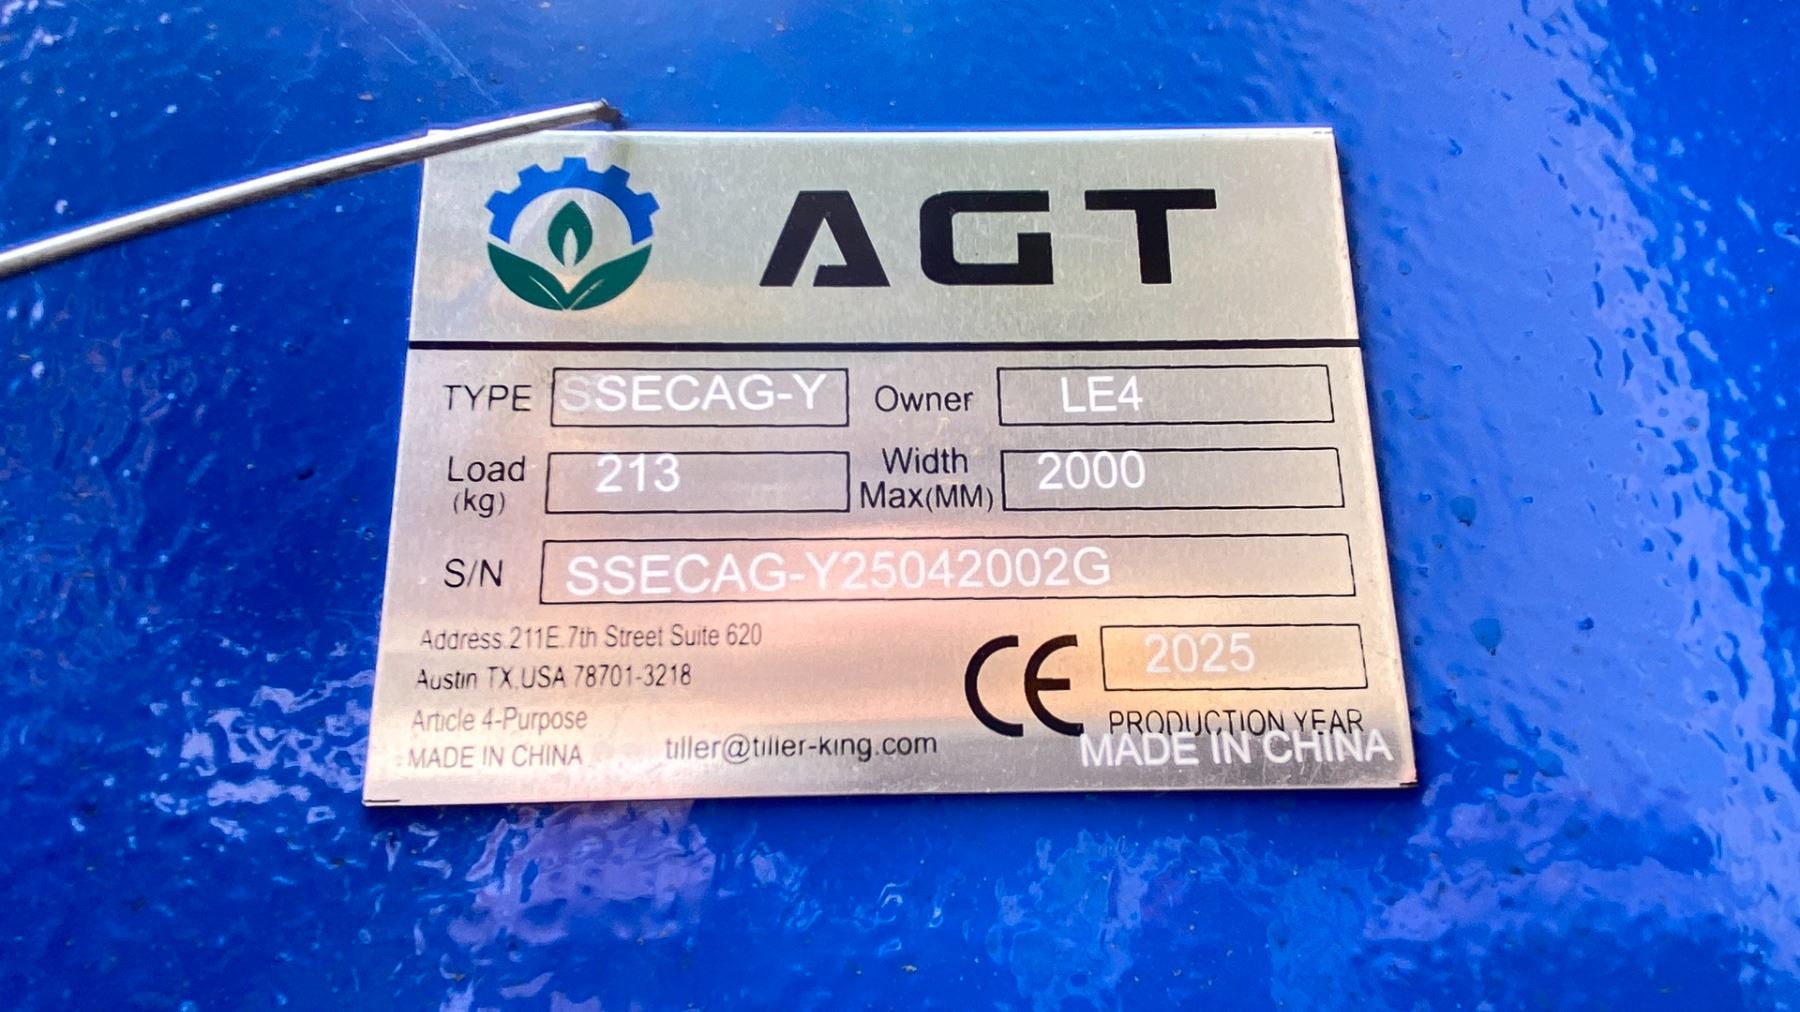 AGT
TYPE SSECAG-Y Owner LE4
Load (kg) 213 Width Max(MM) 2000
S/N SSECAG-Y25042002G
Address 211E.7th Street Suite 620
Austin TX,USA 78701-3218
Article 4-Purpose
MADE IN CHINA
tiller@tiller-king.com
CE 2025
PRODUCTION YEAR
MADE IN CHINA